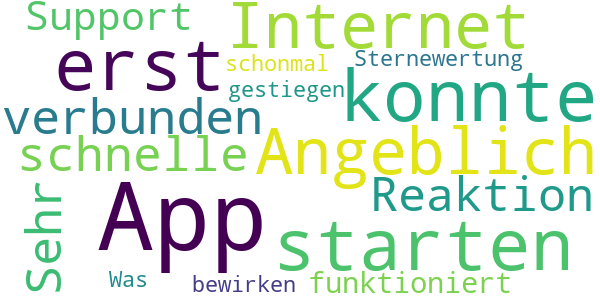 Support
Internet
erst
schonmal
Sternewertung
gestiegen
konnte
verbunden
schnelle
Angeblich
Sehr
App
Reaktion
starten
Was
bewirken
funktioniert